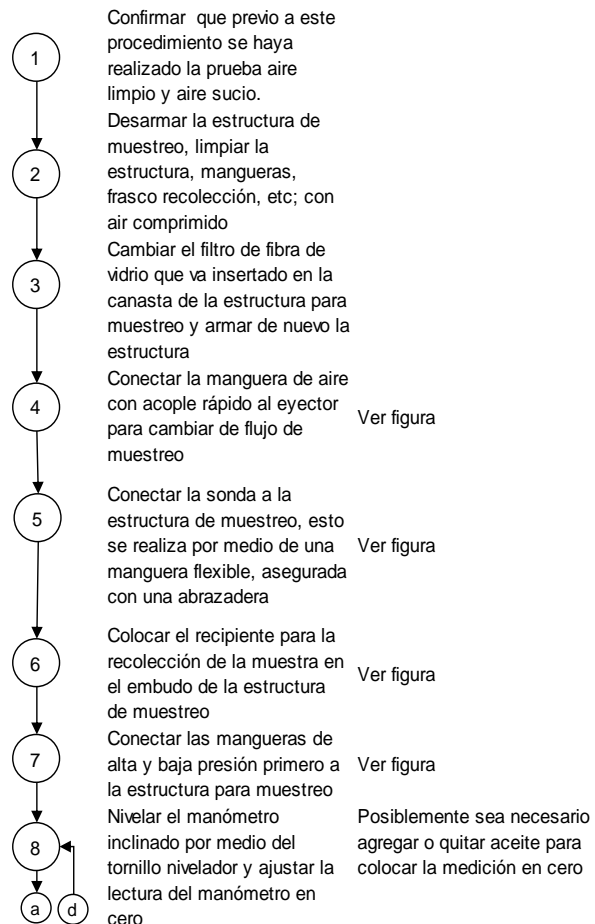 1
Confirmar que previo a este
procedimiento se haya
realizado la prueba aire
limpio y aire sucio.
2
Desarmar la estructura de
muestreo, limpiar la
estructura, mangueras,
frasco recolección, etc; con
air comprimido
3
Cambiar el filtro de fibra de
vidrio que va insertado en la
canasta de la estructura para
muestreo y armar de nuevo la
estructura
4
Conectar la manguera de aire
con acople rápido al eyector
para cambiar de flujo de
muestreo
Ver figura
5
Conectar la sonda a la
estructura de muestreo, esto
se realiza por medio de una
manguera flexible, asegurada
con una abrazadera
Ver figura
6
Colocar el recipiente para la
recolección de la muestra en
el embudo de la estructura
de muestreo
Ver figura
7
Conectar las mangueras de
alta y baja presión primero a
la estructura para muestreo
Ver figura
8
Nivelar el manómetro
inclinado por medio del
tornillo nivelador y ajustar la
lectura del manómetro en
cero
Posiblemente sea necesario
agregar o quitar aceite para
colocar la medición en cero
a
d